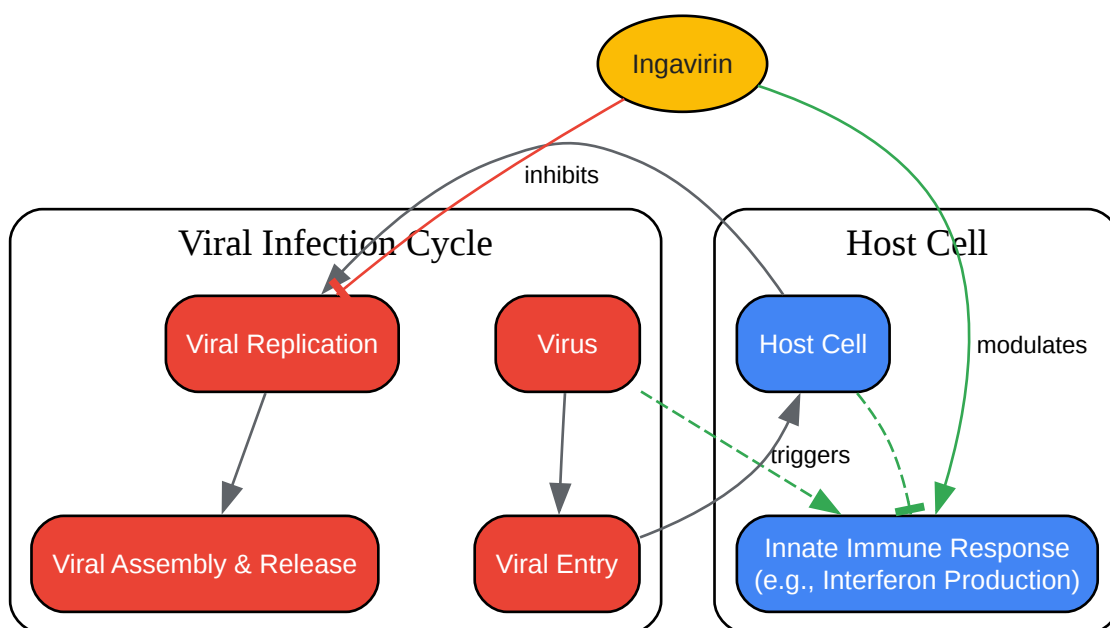 Ingavirin
inhibits
Viral Infection Cycle
Host Cell
Viral Replication
Virus
Host Cell
modulates
triggers
Viral Assembly & Release
Viral Entry
Innate Immune Response
(e.g., Interferon Production)